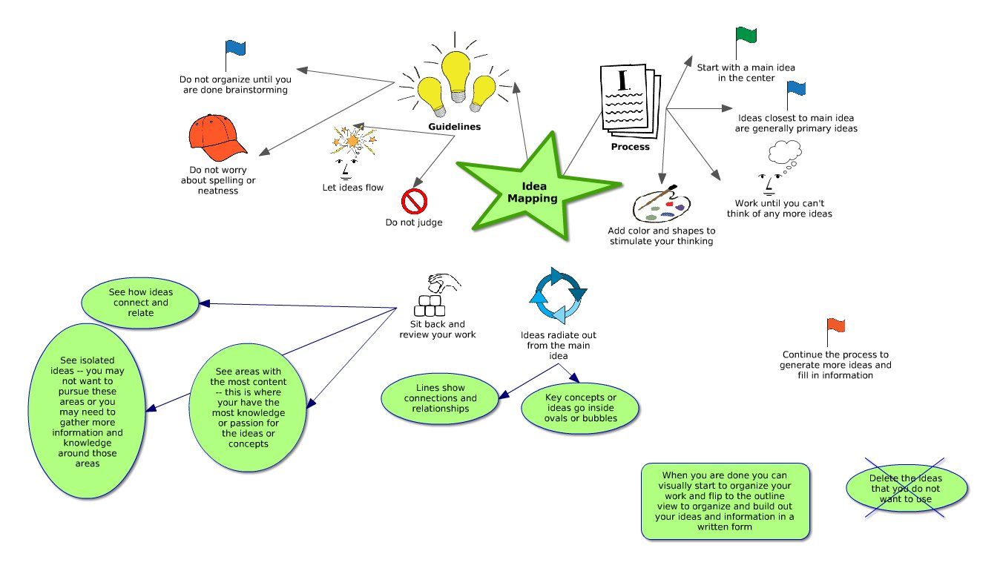 Do not organize until you
are done brainstorming
Do not worry
about spelling or
neatness
Let ideas flow
Do not judge
Guidelines
Idea
Mapping
I.
Process
Start with a main idea
in the center
Ideas closest to main idea
are generally primary ideas
Work until you can't
think of any more ideas
Add color and shapes to
stimulate your thinking
See how ideas
connect and
relate
See isolated
ideas -- you may
not want to
pursue these
areas or you
may need to
gather more
information and
knowledge
around those
areas
See areas with
the most content
-- this is where
your have the
most knowledge
or passion for
the ideas or
concepts
Sit back and
review your work
Ideas radiate out
from the main
idea
Lines show
connections and
relationships
Key concepts or
ideas go inside
ovals or bubbles
Continue the process to
generate more ideas and
fill in information
When you are done you can
visually start to organize your
work and flip to the outline
view to organize and build out
your ideas and information in a
written form
Delete the ideas
that you do not
want to use